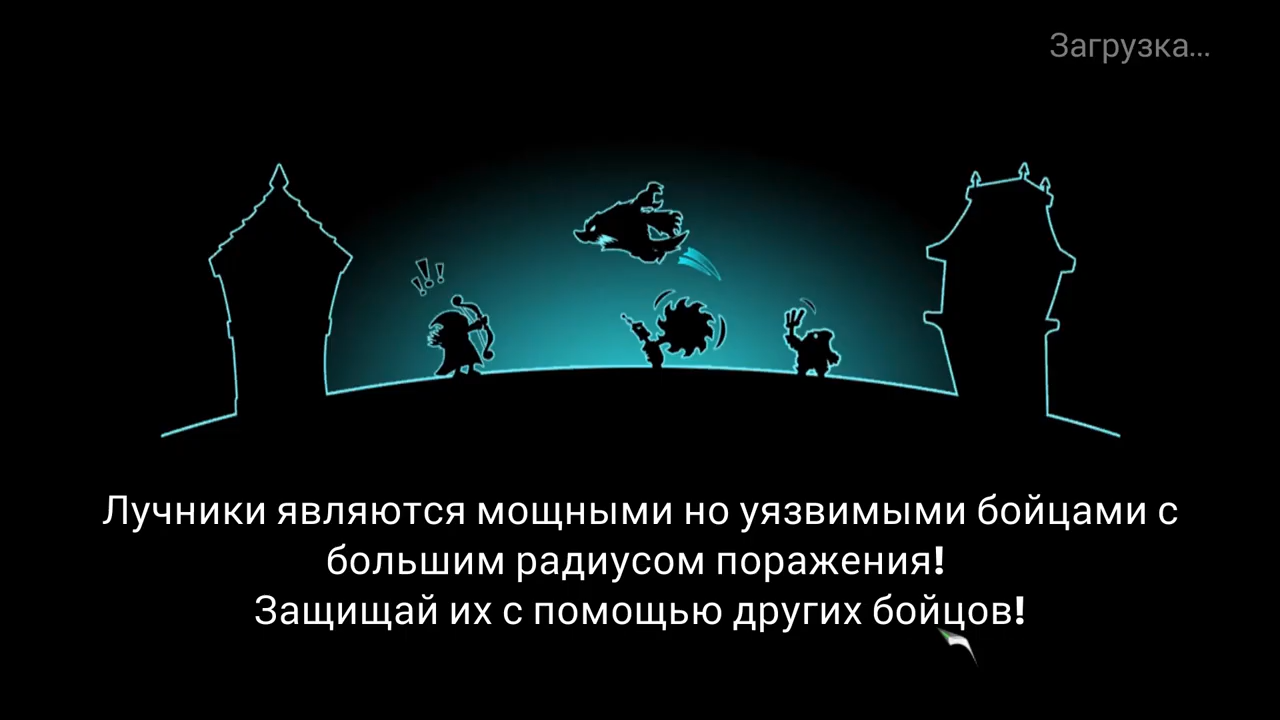 Загрузка...
!!!
Лучники являются мощными но уязвимыми бойцами с
большим радиусом поражения!
Защищай их с помощью других бойцов!